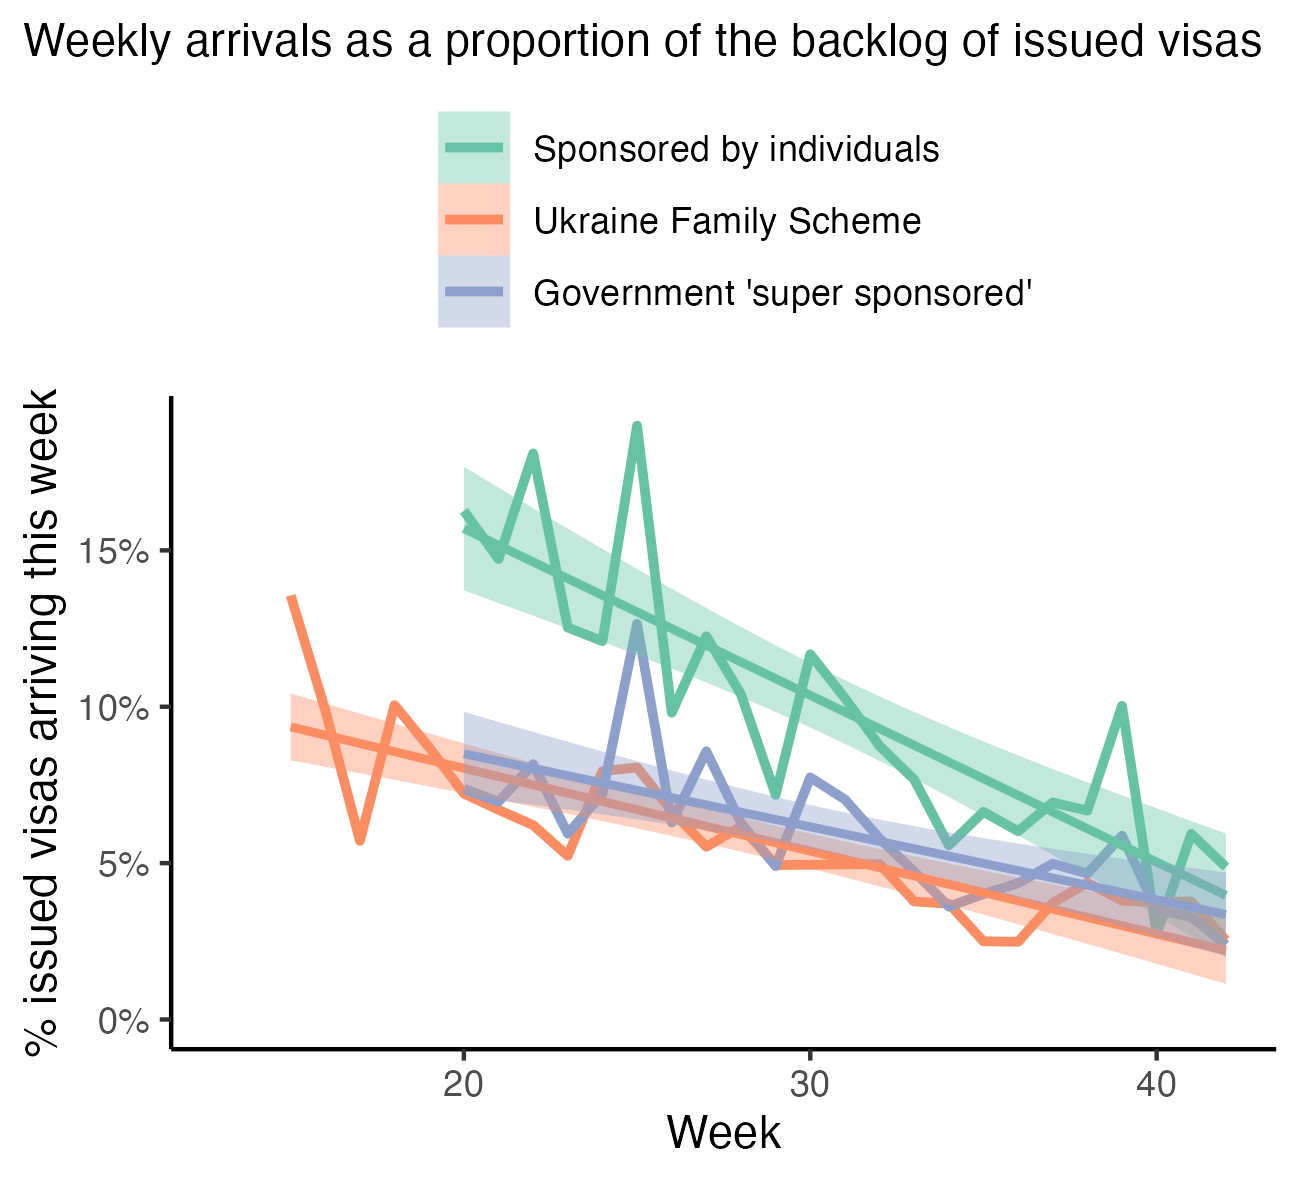 Weekly arrivals as a proportion of the backlog of issued visas
Sponsored by individuals
Ukraine Family Scheme
Government 'super sponsored'
% issued visas arriving this week
15%
10%
5%
0%
20
30
40
Week